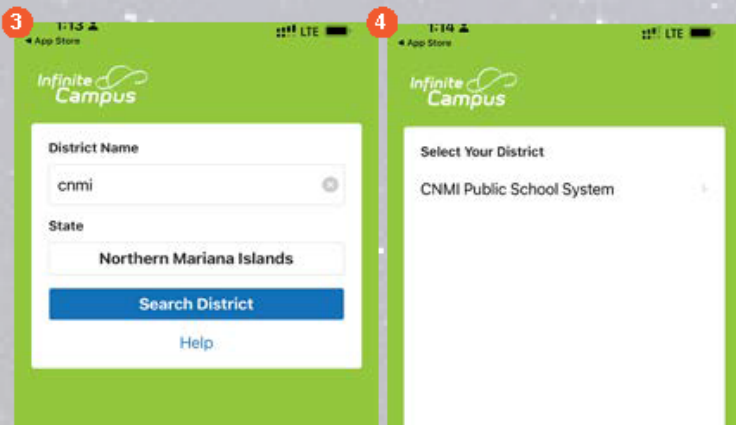 3
1:13
App Store
LTE
Infinite
Campus
District Name
cnmi
State
Northern Mariana Islands
Search District
Help
4
1:14
App Store
LTE
Infinite
Campus
Select Your District
CNMI Public School System